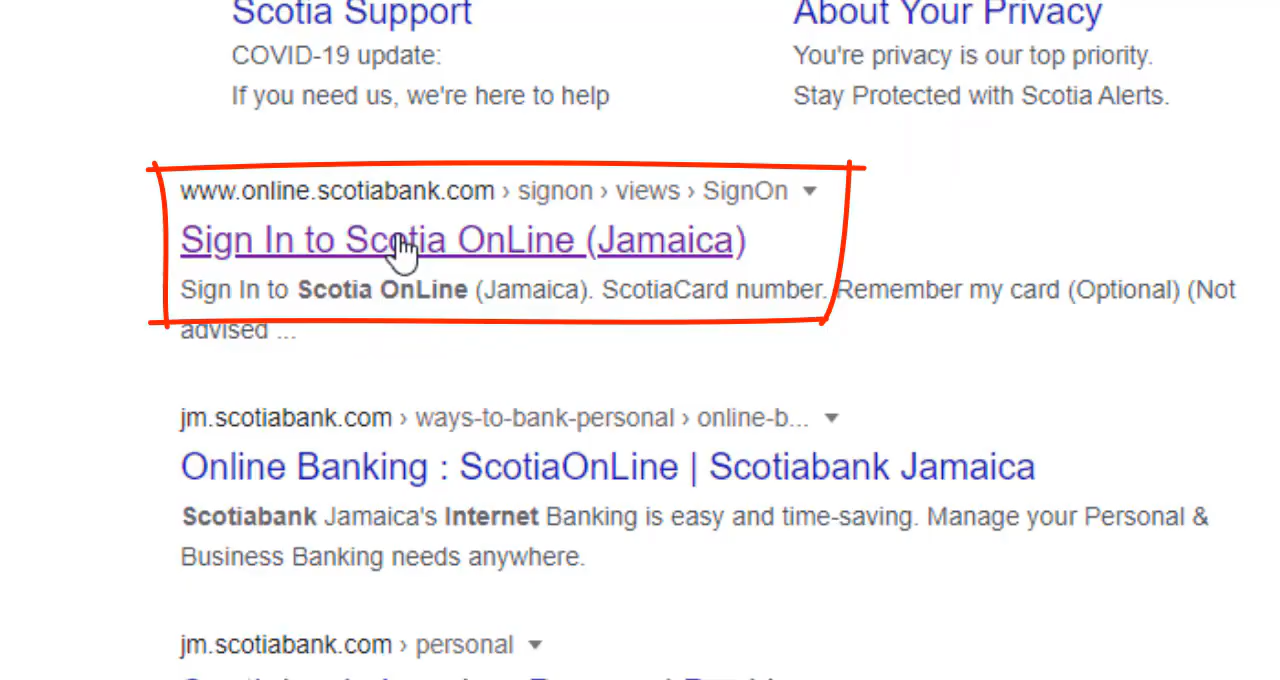 Scotia Support
About Your Privacy
COVID-19 update:
You're privacy is our top priority.
If you need us, we're here to help
Stay Protected with Scotia Alerts.
www.online.scotiabank.com › signon › views › SignOn
Sign In to Scotia OnLine (Jamaica)
Sign In to Scotia OnLine (Jamaica). ScotiaCard number. Remember my card (Optional) (Not
advised ...
jm.scotiabank.com › ways-to-bank-personal › online-b...
Online Banking : ScotiaOnLine | Scotiabank Jamaica
Scotiabank Jamaica's Internet Banking is easy and time-saving. Manage your Personal &
Business Banking needs anywhere.
jm.scotiabank.com › personal